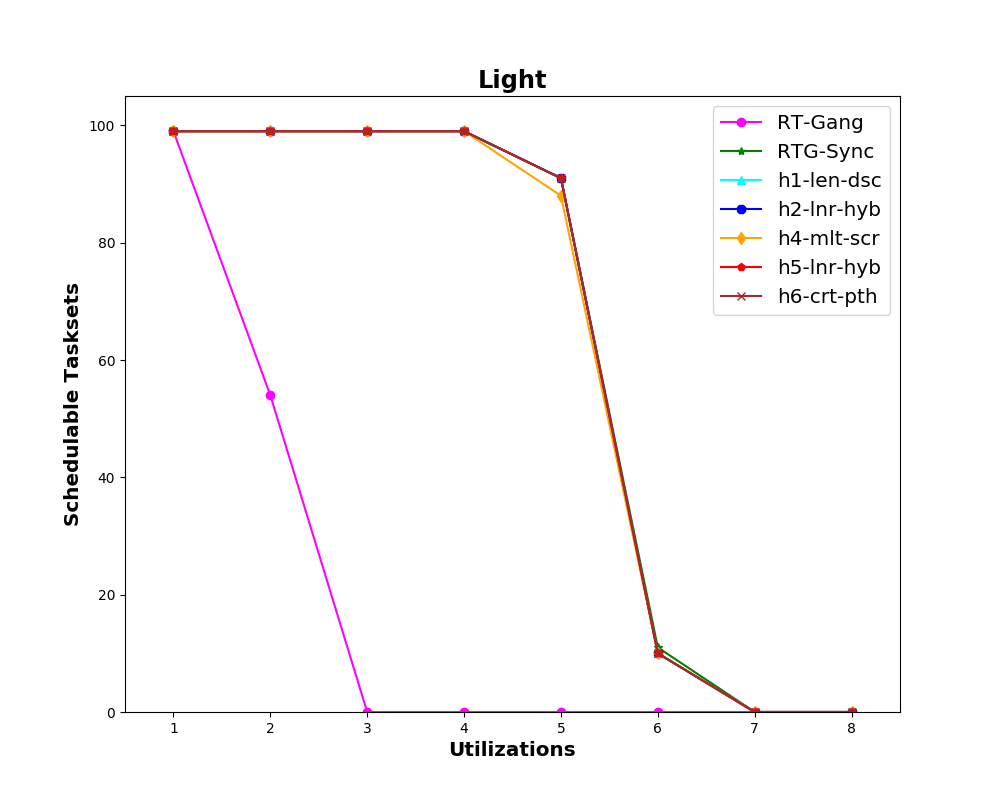 Light
100
80
60
40
20
0
Schedulable Tasksets
RT-Gang
RTG-Sync
h1-len-dsc
h2-lnr-hyb
h4-mlt-scr
h5-lnr-hyb
h6-crt-pth
1 2 3 4 5 6 7 8
Utilizations